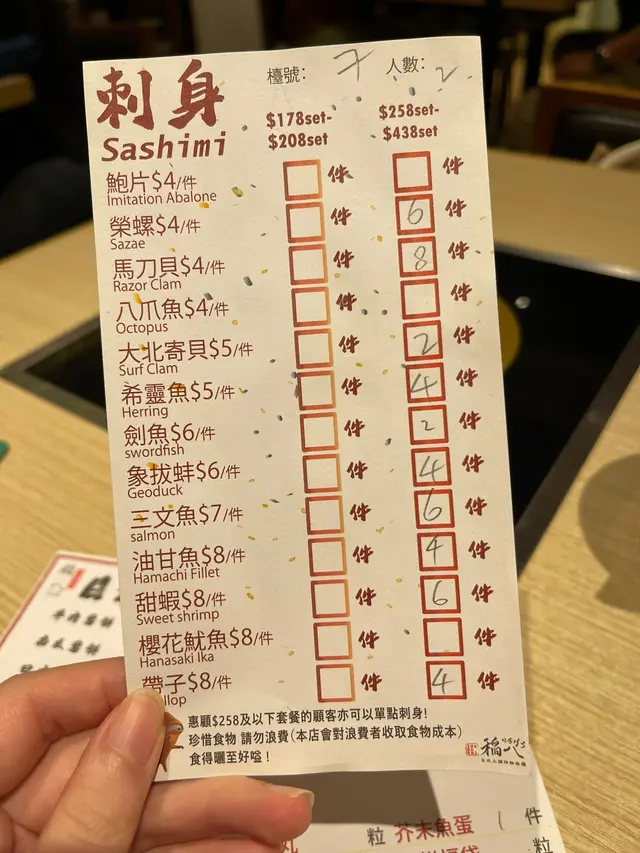 刺身 檯號: 7 人數: 2
Sashimi $178set-$208set $258set-$438set
鮑片$4/件 件 件
Imitation Abalone
榮螺$4/件 件 6 件
Sazae
馬刀貝$4/件 件 8 件
Razor Clam
八爪魚$4/件 件 件
Octopus
大北寄貝$5/件 件 2 件
Surf Clam
希靈魚$5/件 件 4 件
Herring
劍魚$6/件 件 2 件
swordfish
象拔蚌$6/件 件 4 件
Geoduck
三文魚$7/件 件 6 件
salmon
油甘魚$8/件 件 4 件
Hamachi Fillet
甜蝦$8/件 件 6 件
Sweet shrimp
櫻花魷魚$8/件 件 件
Hanasaki Ika
帶子$8/件 件 4 件
llop
惠顧$258及以下套餐的顧客亦可以單點刺身!
珍惜食物 請勿浪費(本店會對浪費者收取食物成本)
食得曬至好嗌!
粒 芥末魚蛋 1 件
粒